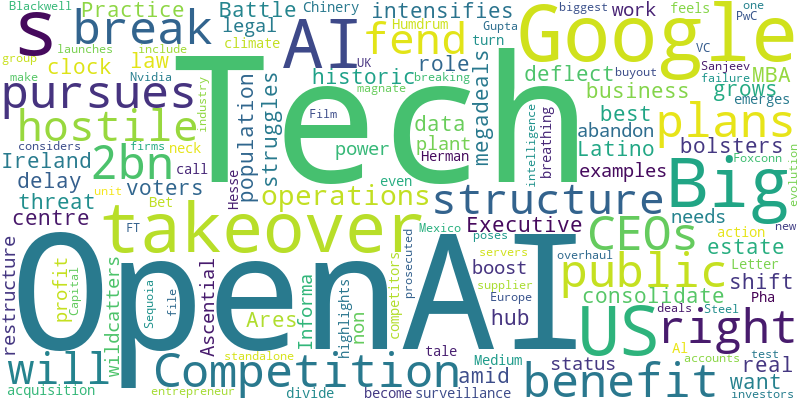 Blackwell
Practice
Battle
Chinery
intensifies
Humdrum
work
biggest
Gupta
feels
one
PwC
s
break
legal
climate
AI
fend
turn
Google
VC
launches
include
group
clock
law
UK
role
deflect
Sanjeev
failure
MBA
pursues
Tech
make
Nvidia
historic
breaking
magnate
business
buyout
grows
industry
population
struggles
Film
megadeals
data
best
plans
emerges
hostile
considers
firms
neck
power
plant
intelligence
breathing
abandon
bolsters
Ireland
2bn
call
even
Herman
Latino
examples
Foxconn
evolution
delay
voters
unit
Hesse
operations
structure
Big
threat
Bet
centre
FT
takeover
Mexico
Executive
CEOs
needs
action
new
restructure
OpenAI
poses
servers
overhaul
Letter
estate
profit
Capital
wildcatters
Sequoia
file
Ascential
Ares
Informa
highlights
non
competitors
prosecuted
supplier
boost
Europe
hub
public
consolidate
Pha
shift
deals
Steel
US
right
will
standalone
Competition
tale
Medium
amid
status
AI
accounts
test
real
acquisition
entrepreneur
divide
become
surveillance
benefit
want
investors